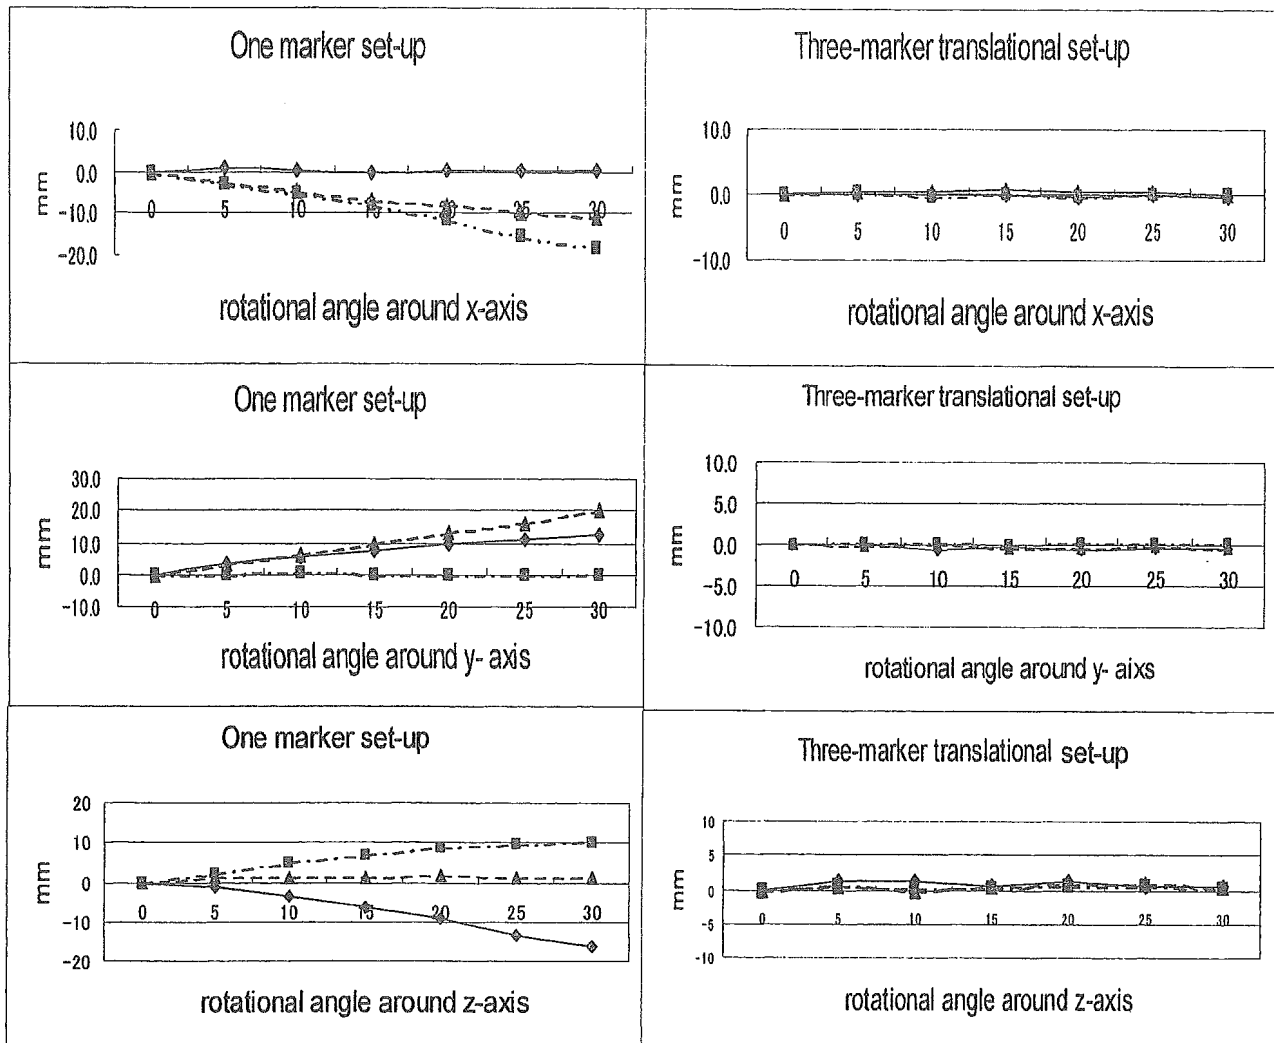 One marker set-up
10.0
0.0
-10.0
-20.0
mm
0 5 10 15 20 25 30
rotational angle around x-axis
Three-marker translational set-up
10.0
0.0
-10.0
mm
0 5 10 15 20 25 30
rotational angle around x-axis
One marker set-up
30.0
20.0
10.0
0.0
-10.0
mm
0 5 10 15 20 25 30
rotational angle around y- axis
Three-marker translational set-up
10.0
5.0
0.0
-5.0
-10.0
mm
0 5 10 15 20 25 30
rotational angle around y- aixs
One marker set-up
20
10
0
-10
-20
mm
0 5 10 15 20 25 30
rotational angle around z-axis
Three-marker translational set-up
10
5
0
-5
-10
mm
0 5 10 15 20 25 30
rotational angle around z-axis